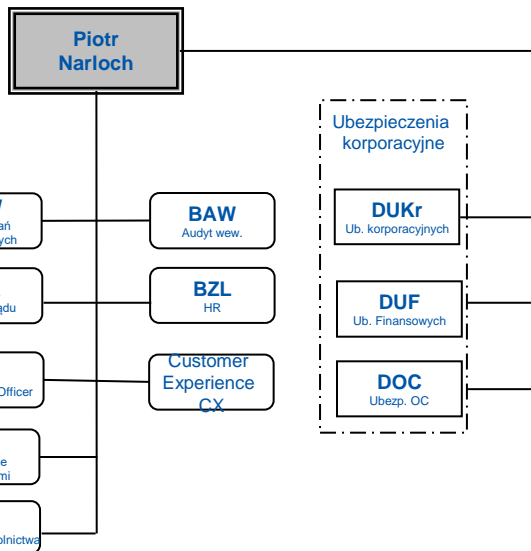 Piotr
Narloch
Ubezpieczenia
korporacyjne
BAW
Audyt wew.
DUKr
Ub. korporacyjnych
BZL
HR
DUF
Ub. Finansowych
Customer
Experience
CX
DOC
Ubezp. OC
Officer